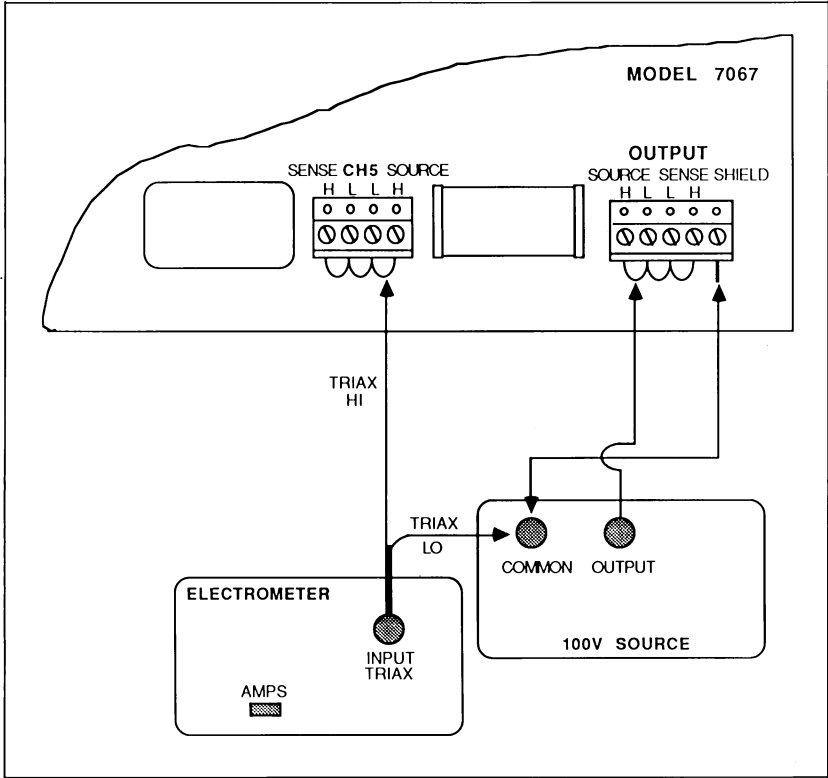 MODEL 7067
SENSE CH5 SOURCE
H L L H
OUTPUT
SOURCE SENSE SHIELD
H L L H
TRIAX
HI
TRIAX
LO
COMMON OUTPUT
100V SOURCE
ELECTROMETER
INPUT
TRIAX
AMPS